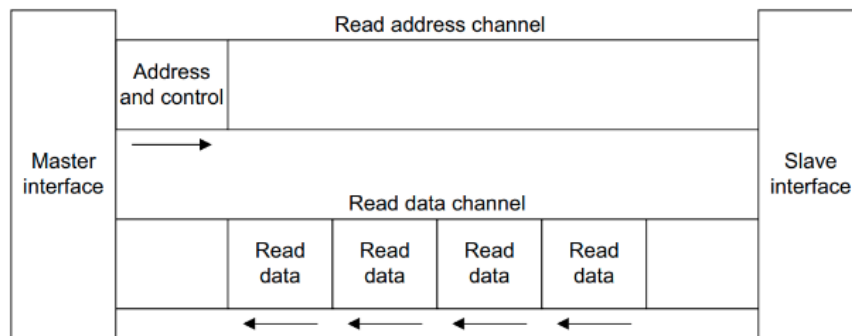 Read address channel
Address
and control
Master
interface
Slave
interface
Read data channel
Read
data
Read
data
Read
data
Read
data